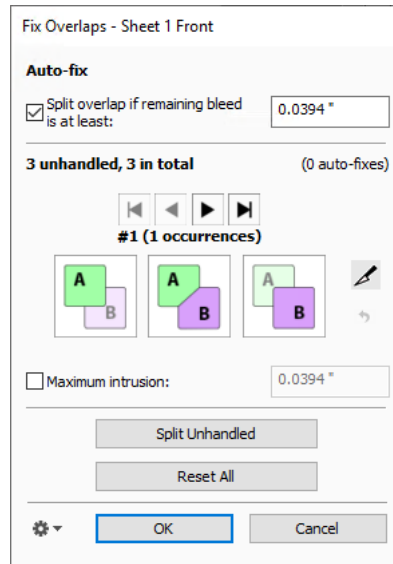 Fix Overlaps - Sheet 1 Front
Auto-fix
Split overlap if remaining bleed
is at least:
0.0394 "
3 unhandled, 3 in total (0 auto-fixes)
#1 (1 occurrences)
A B A B A B
Maximum intrusion: 0.0394 "
Split Unhandled
Reset All
OK Cancel